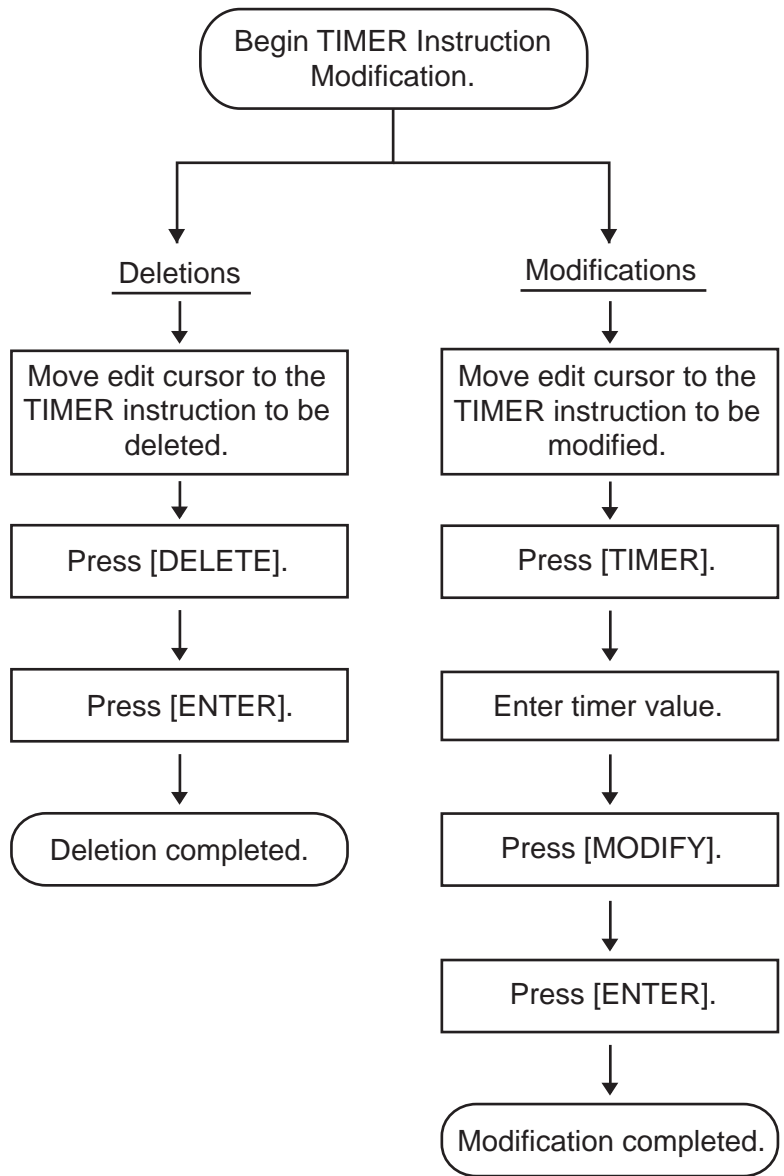 Begin TIMER Instruction
Modification.
Deletions
Move edit cursor to the
TIMER instruction to be
deleted.
Press [DELETE].
Press [ENTER].
Deletion completed.
Modifications
Move edit cursor to the
TIMER instruction to be
modified.
Press [TIMER].
Enter timer value.
Press [MODIFY].
Press [ENTER].
Modification completed.